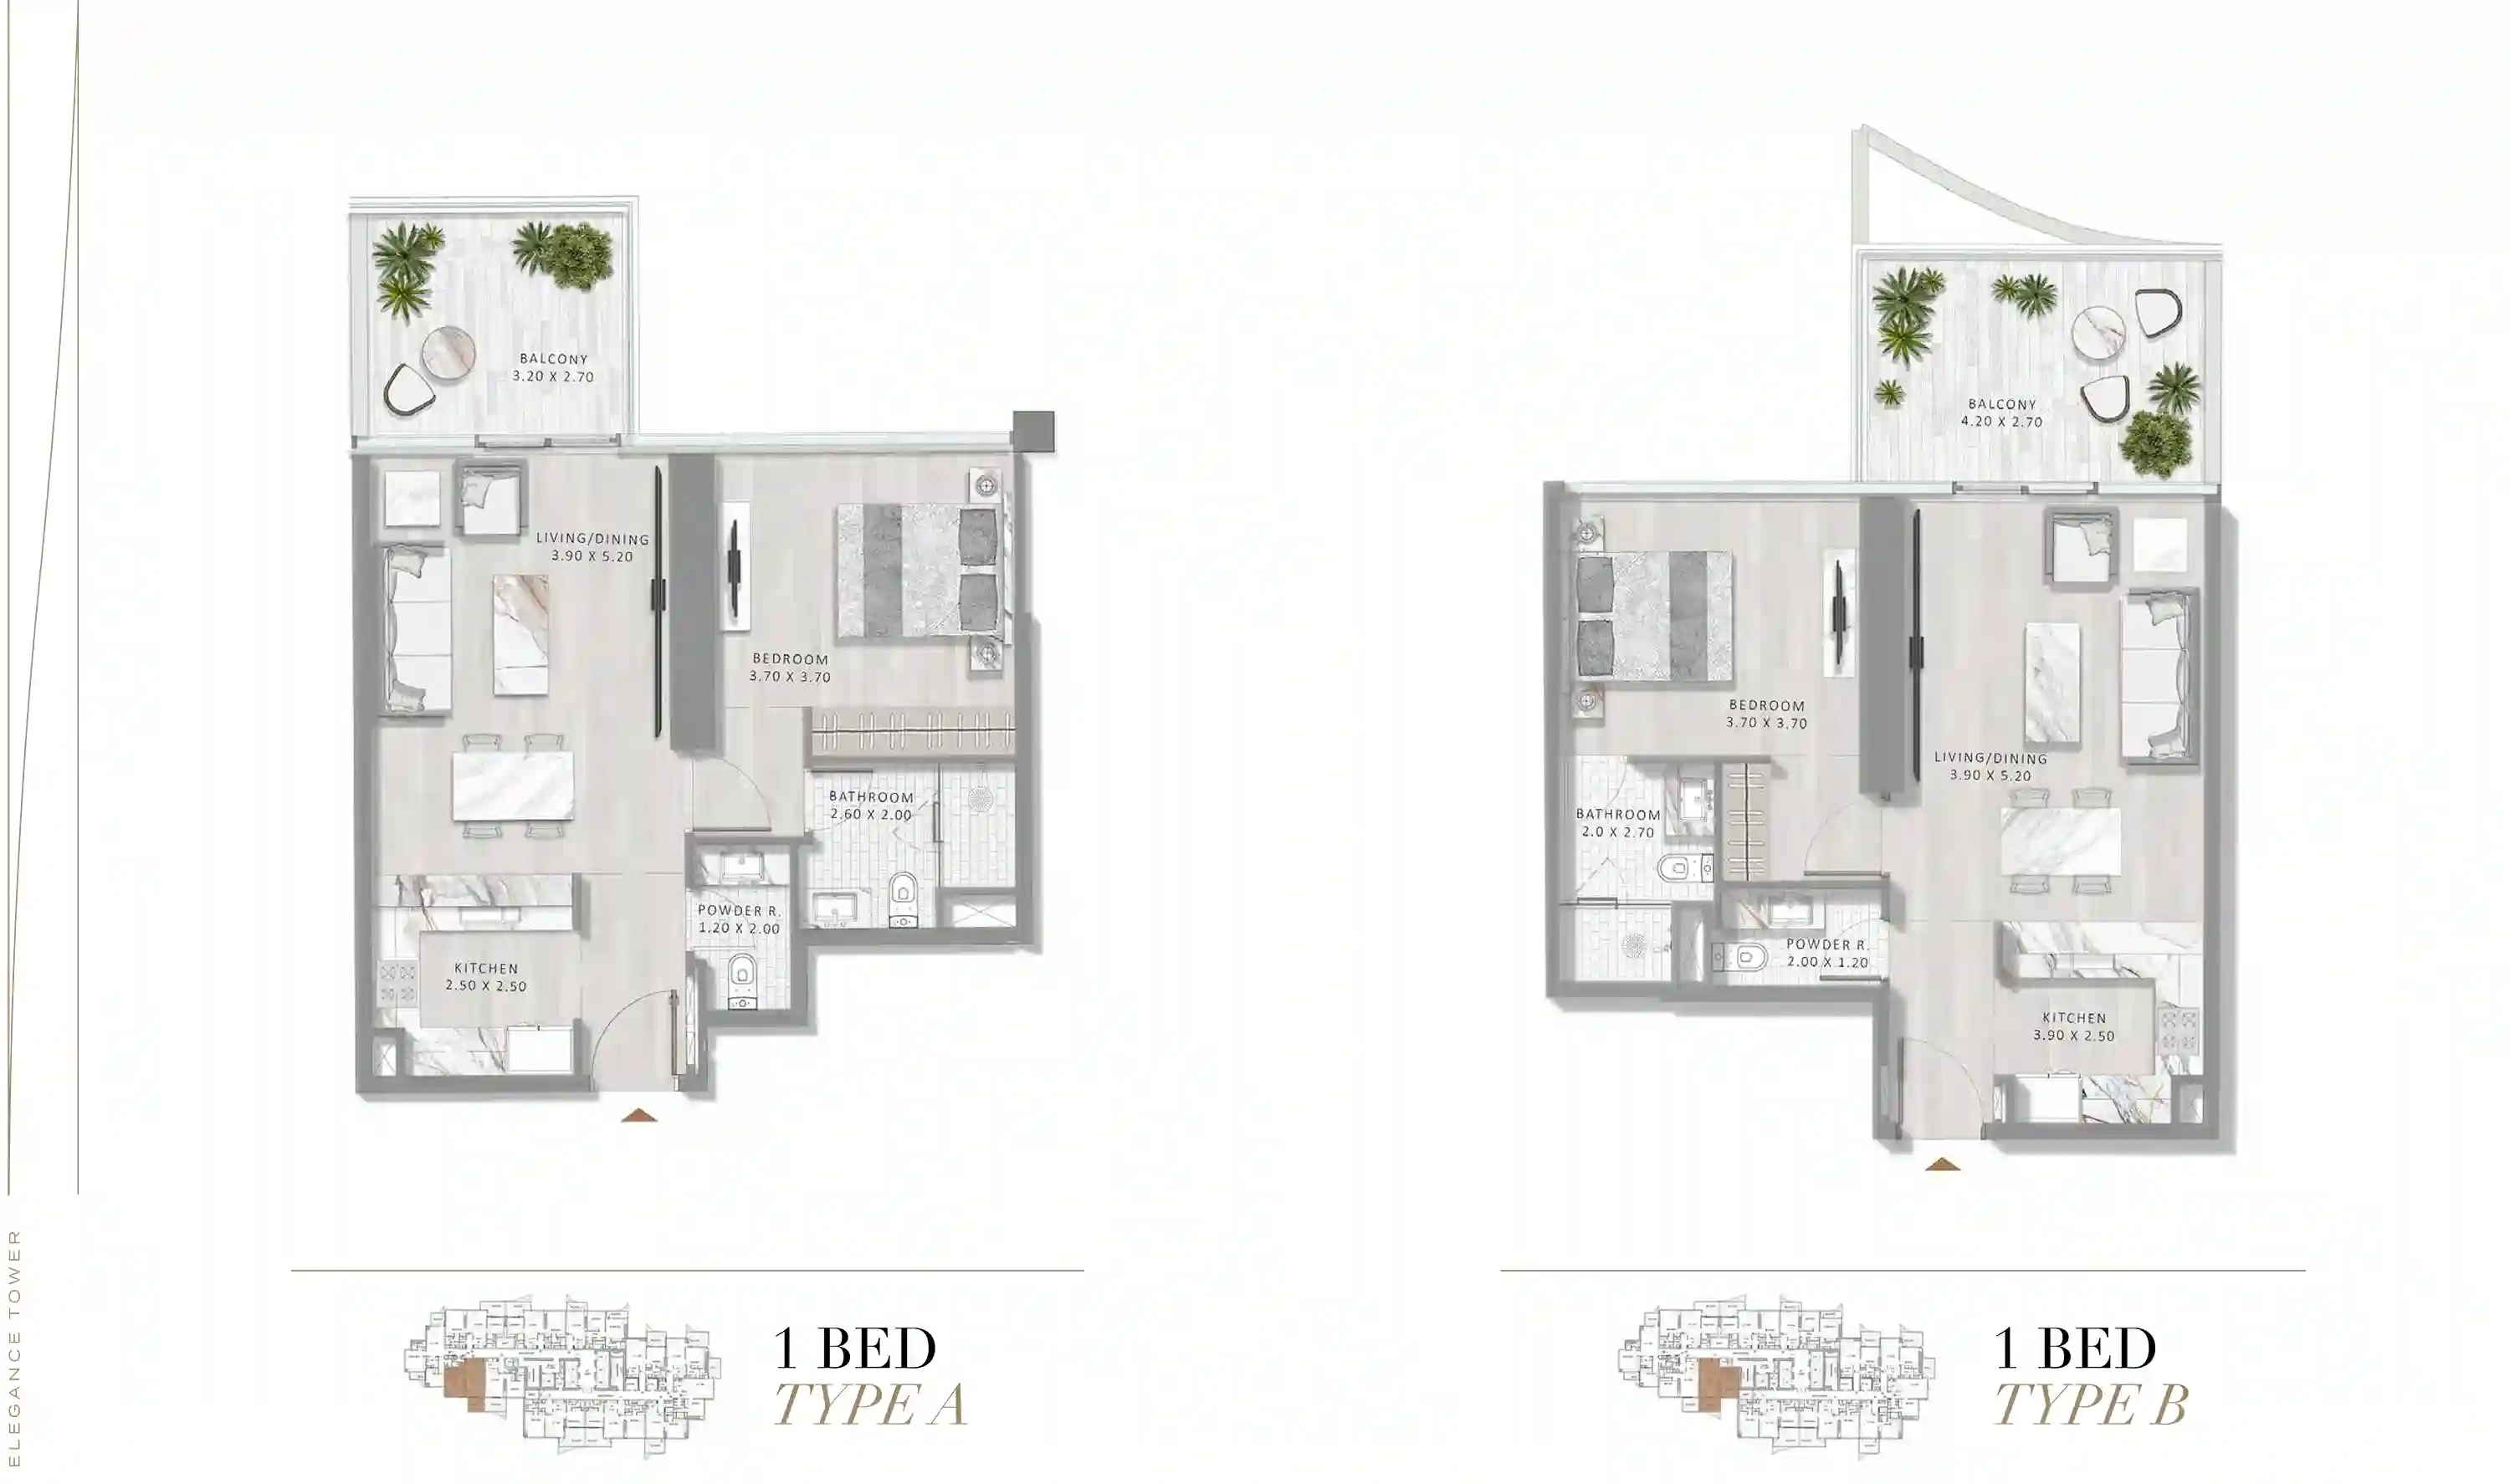 BALCONY
3.20 X 2.70
LIVING/DINING
3.90 X 5.20
BEDROOM
3.70 X 3.70
BATHROOM
2.60 X 2.00
POWDER R.
1.20 X 2.00
KITCHEN
2.50 X 2.50
1 BED
TYPE A
BALCONY
4.20 X 2.70
BEDROOM
3.70 X 3.70
LIVING/DINING
3.90 X 5.20
BATHROOM
2.0 X 2.70
POWDER R.
2.00 X 1.20
KITCHEN
3.90 X 2.50
1 BED
TYPE B
ELEGANCE TOWER